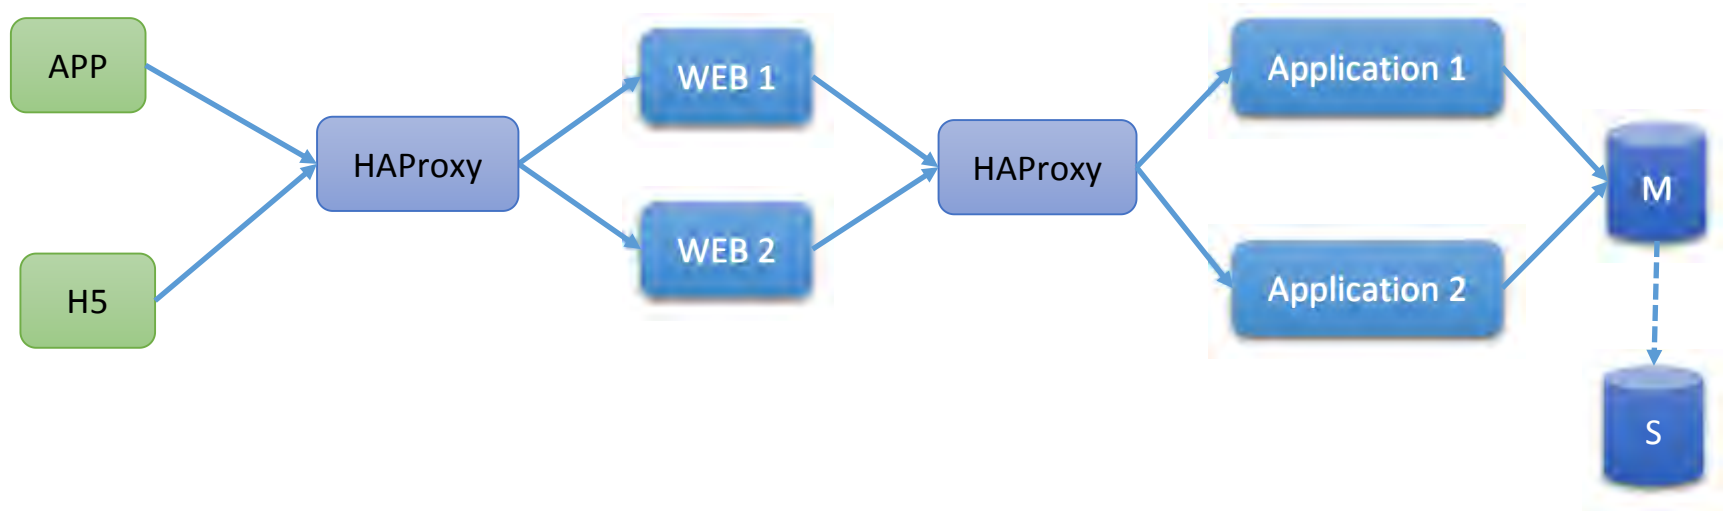 APP
H5
HAProxy
WEB 1
WEB 2
HAProxy
Application 1
Application 2
M
S